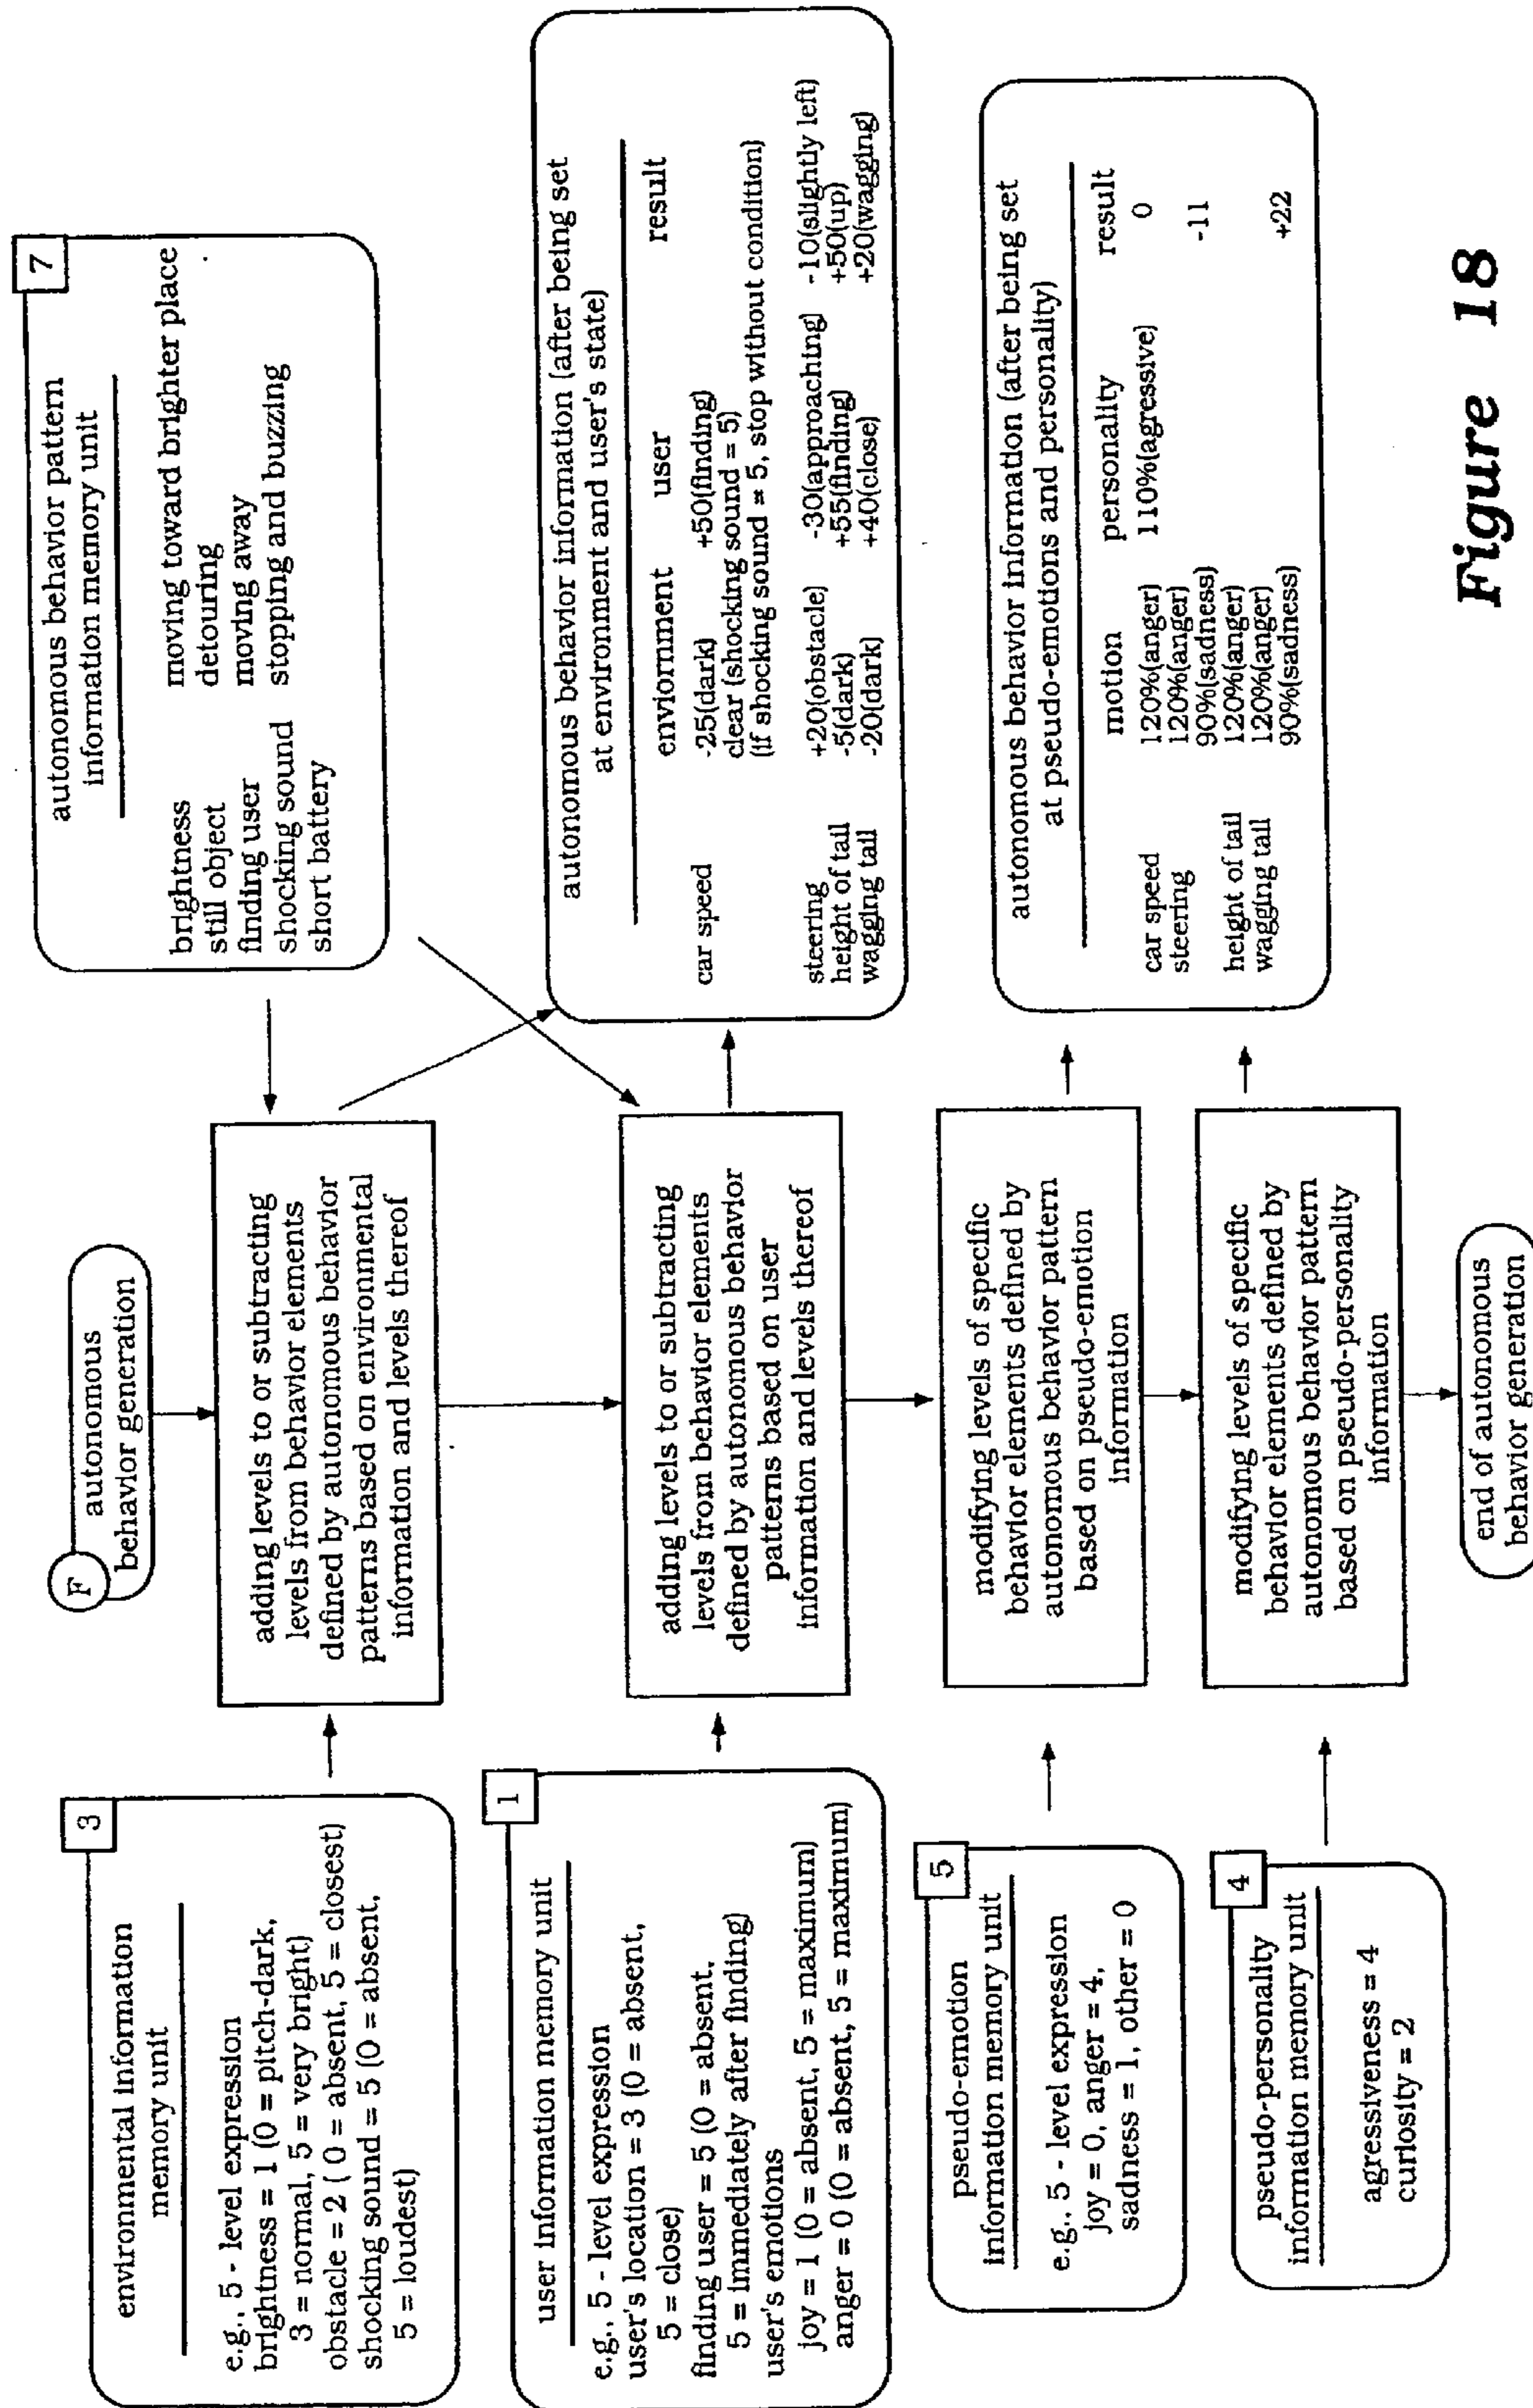 F
autonomous
behavior generation
3
environmental information
memory unit
e.g., 5 - level expression
brightness = 1 (0 = pitch-dark,
3 = normal, 5 = very bright)
obstacle = 2 ( 0 = absent, 5 = closest)
shocking sound = 5 (0 = absent,
5 = loudest)
adding levels to or subtracting
levels from behavior elements
defined by autonomous behavior
patterns based on environmental
information and levels thereof
7
autonomous behavior pattern
information memory unit
brightness moving toward brighter place
still object detouring
finding user moving away
shocking sound stopping and buzzing
short battery
1
user information memory unit
e.g., 5 - level expression
user's location = 3 (0 = absent,
5 = close)
finding user = 5 (0 = absent,
5 = immediately after finding)
user's emotions
joy = 1 (0 = absent, 5 = maximum)
anger = 0 (0 = absent, 5 = maximum)
adding levels to or subtracting
levels from behavior elements
defined by autonomous behavior
patterns based on user
information and levels thereof
autonomous behavior information (after being set
at environment and user's state)
enviornment user result
car speed -25(dark) +50(finding)
clear (shocking sound = 5)
(if shocking sound = 5, stop without condition)
steering +20(obstacle) -30(approaching) -10(slightly left)
height of tail -5(dark) +55(finding) +50(up)
wagging tail -20(dark) +40(close) +20(wagging)
5
pseudo-emotion
information memory unit
e.g., 5 - level expression
joy = 0, anger = 4,
sadness = 1, other = 0
modifying levels of specific
behavior elements defined by
autonomous behavior pattern
based on pseudo-emotion
information
autonomous behavior information (after being set
at pseudo-emotions and personality)
motion personality result
car speed 120%(anger) 110%(agressive) 0
steering 120%(anger) -11
90%(sadness)
height of tail 120%(anger)
wagging tail 120%(anger) +22
90%(sadness)
4
pseudo-personality
information memory unit
agressiveness = 4
curiosity = 2
modifying levels of specific
behavior elements defined by
autonomous behavior pattern
based on pseudo-personality
information
end of autonomous
behavior generation
Figure 18